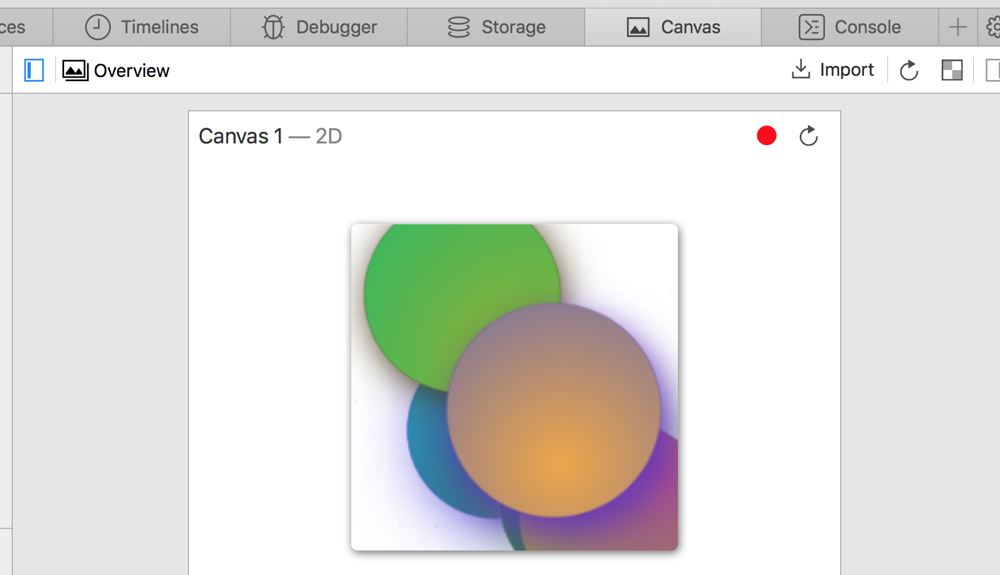 ces Timelines Debugger Storage Canvas Console
Overview Import
Canvas 1 — 2D